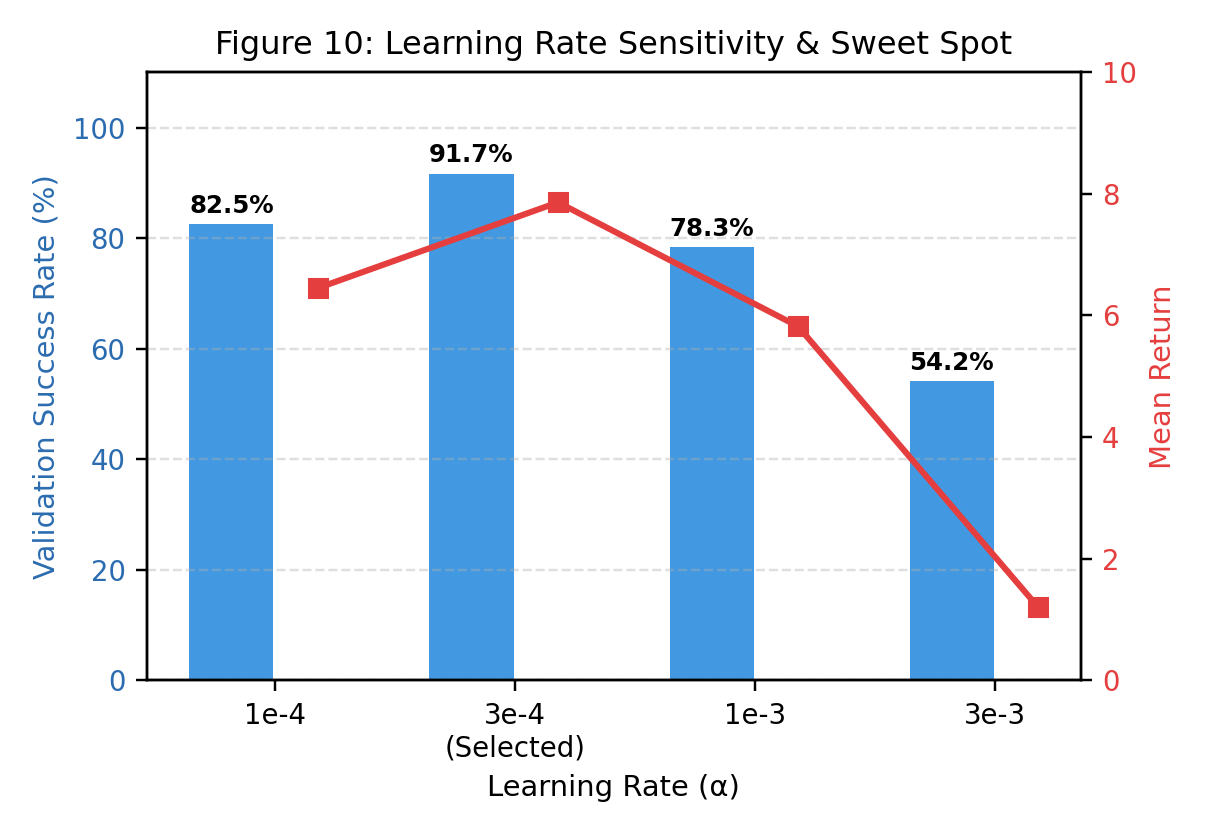 Figure 10: Learning Rate Sensitivity & Sweet Spot
Validation Success Rate (%)
100
80
60
40
20
0
82.5%
91.7%
78.3%
54.2%
10
8
6
4
2
0
Mean Return
1e-4
3e-4
(Selected)
1e-3
3e-3
Learning Rate (α)